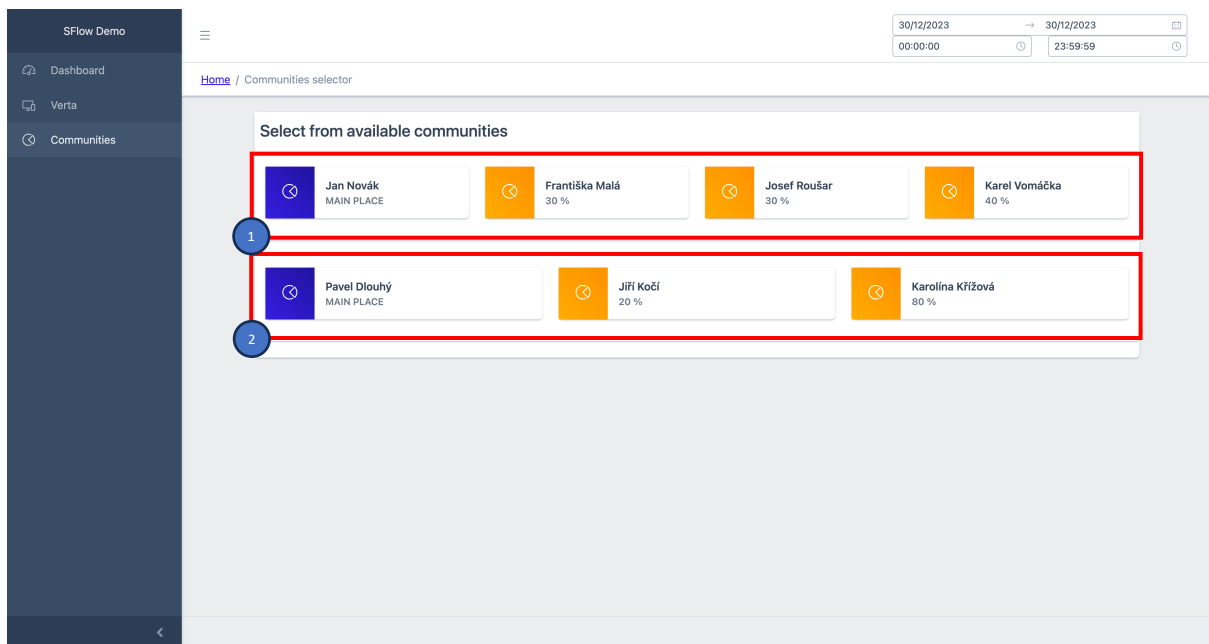 SFlow Demo
Dashboard
Verta
Communities
30/12/2023 → 30/12/2023
00:00:00 23:59:59
Home / Communities selector
Select from available communities
Jan Novák
MAIN PLACE
Františka Malá
30 %
Josef Roušar
30 %
Karel Vomáčka
40 %
1
Pavel Dlouhý
MAIN PLACE
Jiří Kočí
20 %
Karolína Křížová
80 %
2